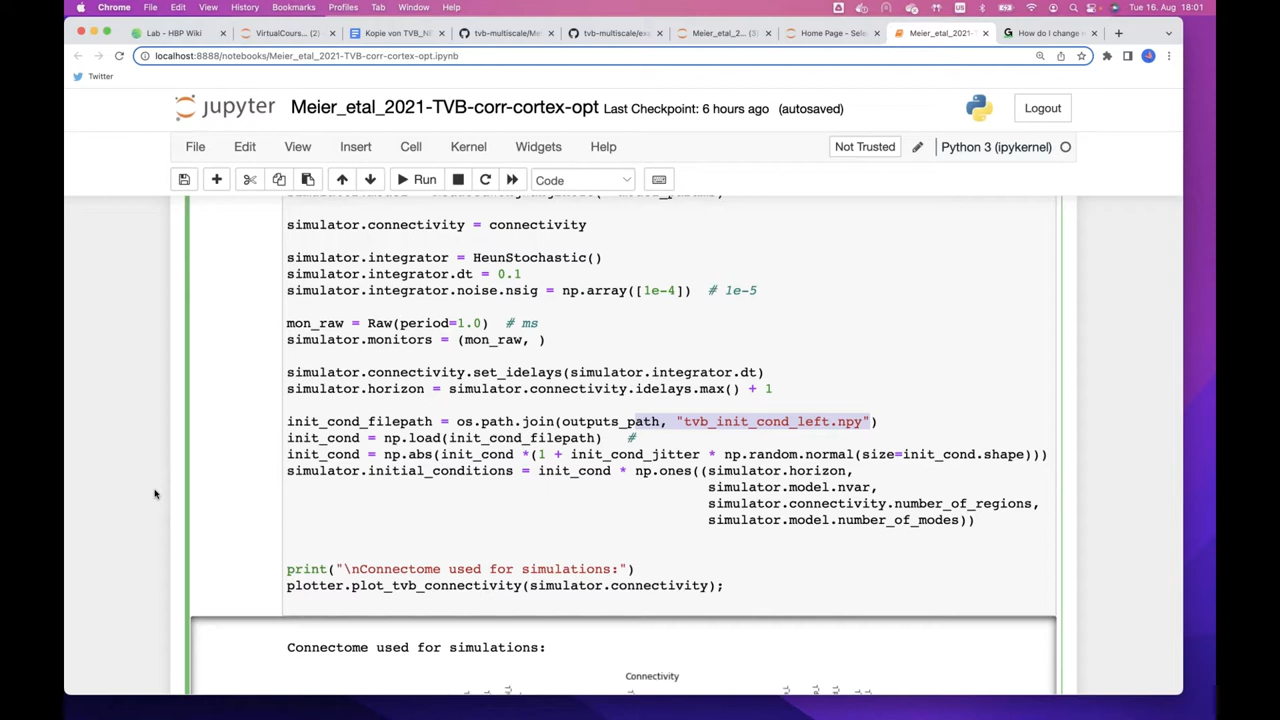 Chrome File Edit View History Bookmarks Profiles Tab Window Help Tue 16. Aug 18:01
Lab - HBP Wiki VirtualCours... (2) Kopie von TVB_N tvb-multiscale/Me tvb-multiscale/exa Meier_etal_2... (3) Home Page - Sele Meier_etal_2021- How do I change
localhost:8888/notebooks/Meier_etal_2021-TVB-corr-cortex-opt.ipynb
Twitter
jupyter Meier_etal_2021-TVB-corr-cortex-opt Last Checkpoint: 6 hours ago (autosaved) Logout
File Edit View Insert Cell Kernel Widgets Help Not Trusted Python 3 (ipykernel)
Run Code
simulator.connectivity = connectivity
simulator.integrator = HeunStochastic()
simulator.integrator.dt = 0.1
simulator.integrator.noise.nsig = np.array([1e-4]) # 1e-5
mon_raw = Raw(period=1.0) # ms
simulator.monitors = (mon_raw, )
simulator.connectivity.set_idelays(simulator.integrator.dt)
simulator.horizon = simulator.connectivity.idelays.max() + 1
init_cond_filepath = os.path.join(outputs_path, "tvb_init_cond_left.npy")
init_cond = np.load(init_cond_filepath) #
init_cond = np.abs(init_cond *(1 + init_cond_jitter * np.random.normal(size=init_cond.shape)))
simulator.initial_conditions = init_cond * np.ones((simulator.horizon,
simulator.model.nvar,
simulator.connectivity.number_of_regions,
simulator.model.number_of_modes))
print("\nConnectome used for simulations:")
plotter.plot_tvb_connectivity(simulator.connectivity);
Connectome used for simulations:
Connectivity